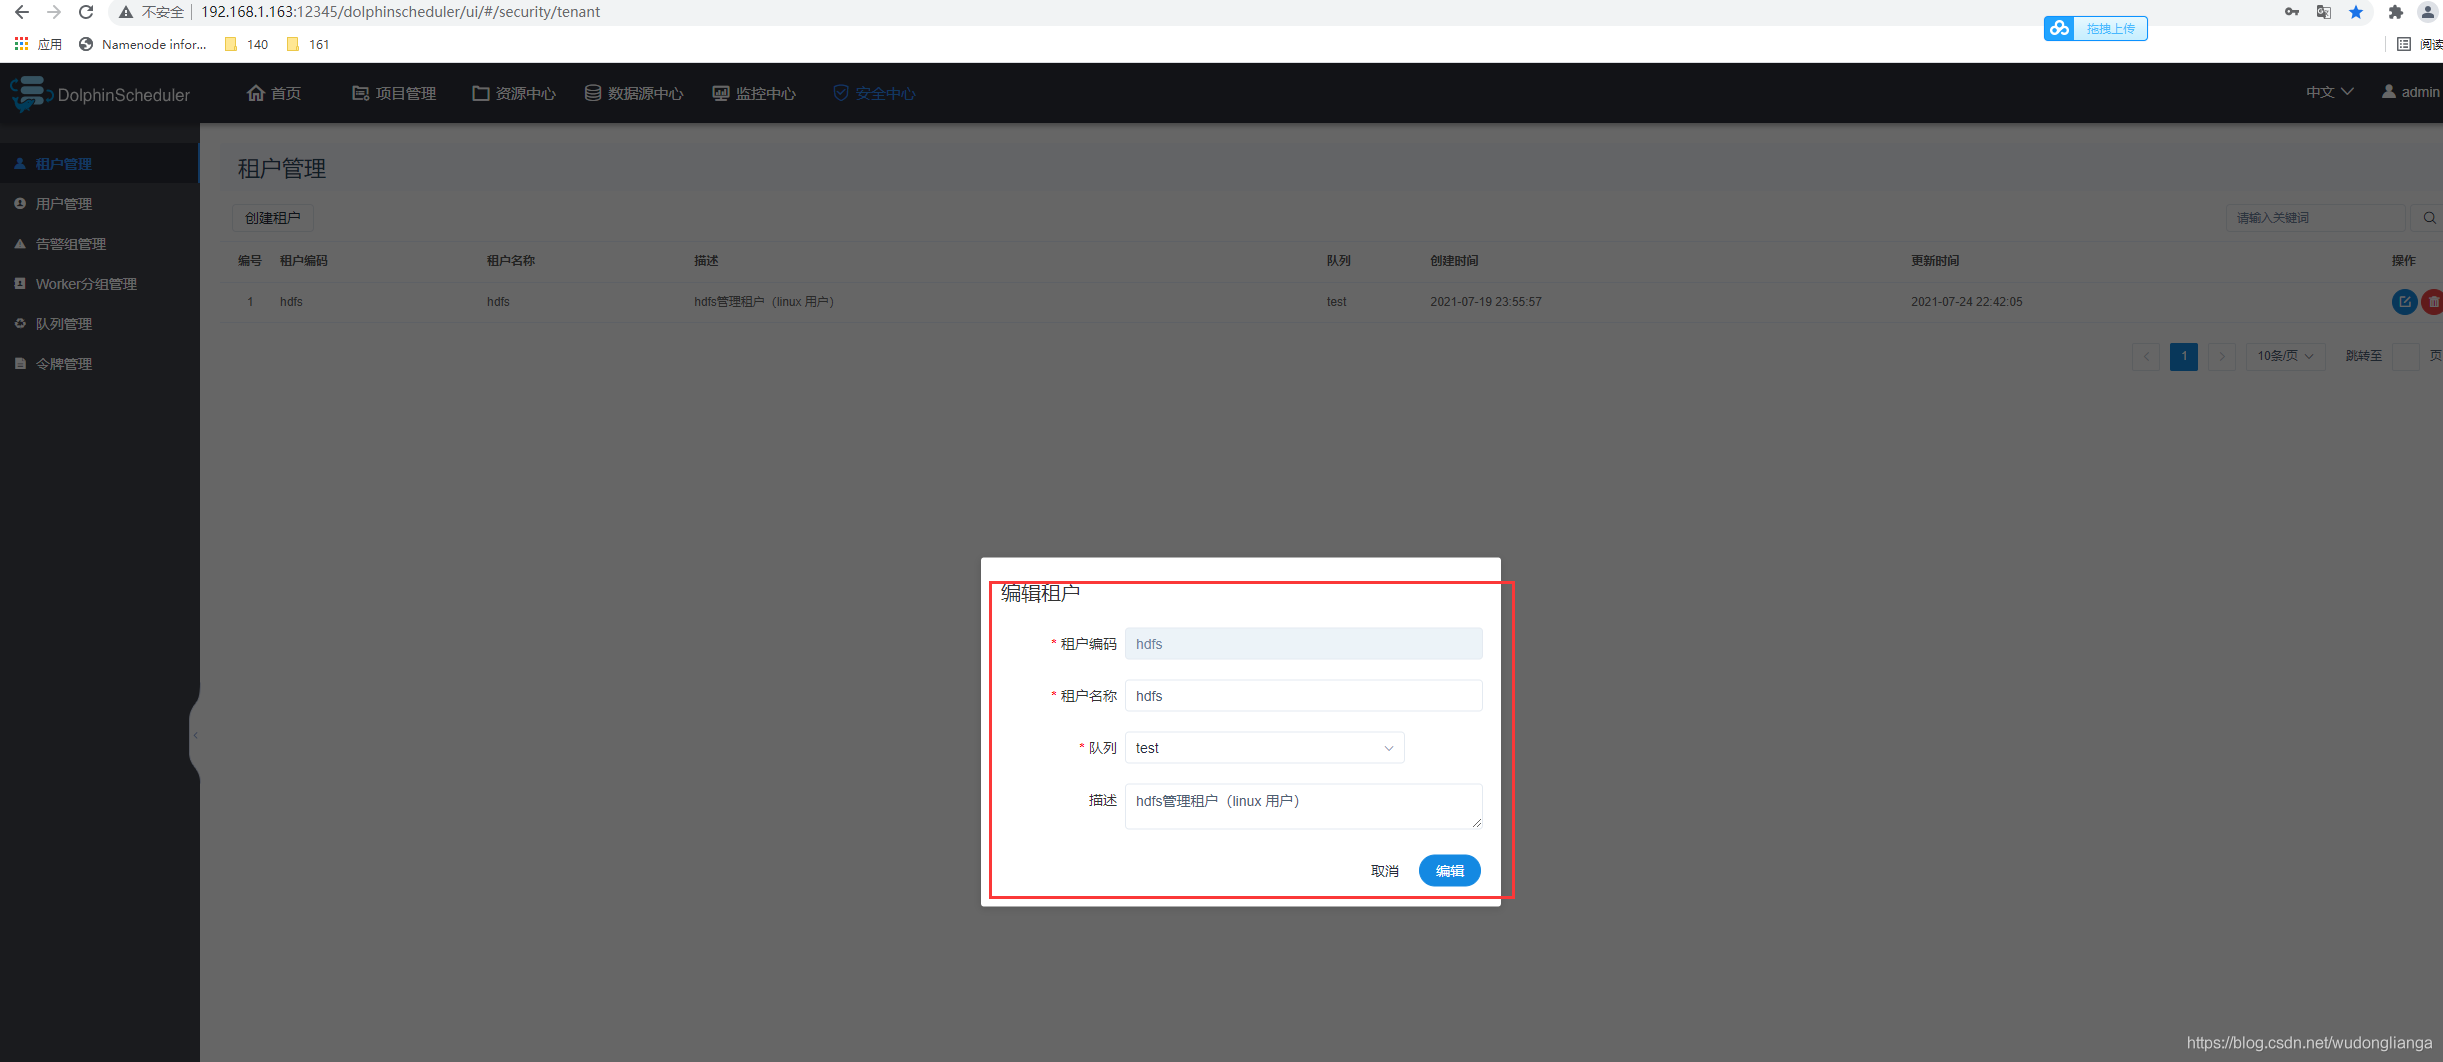 不安全 192.168.1.163:12345/dolphinscheduler/ui/#/security/tenant
拖拽上传
应用 Namenode infor... 140 161 阅读
DolphinScheduler 首页 项目管理 资源中心 数据源中心 监控中心 安全中心 中文 admin
租户管理
用户管理
告警组管理
Worker分组管理
队列管理
令牌管理
租户管理
创建租户 请输入关键词
编号 租户编码 租户名称 描述 队列 创建时间 更新时间 操作
1 hdfs hdfs hdfs管理租户（linux 用户） test 2021-07-19 23:55:57 2021-07-24 22:42:05
1 10条/页 跳转至 页
编辑租户
* 租户编码 hdfs
* 租户名称 hdfs
* 队列 test
描述 hdfs管理租户（linux 用户）
取消 编辑
https://blog.csdn.net/wudonglianga